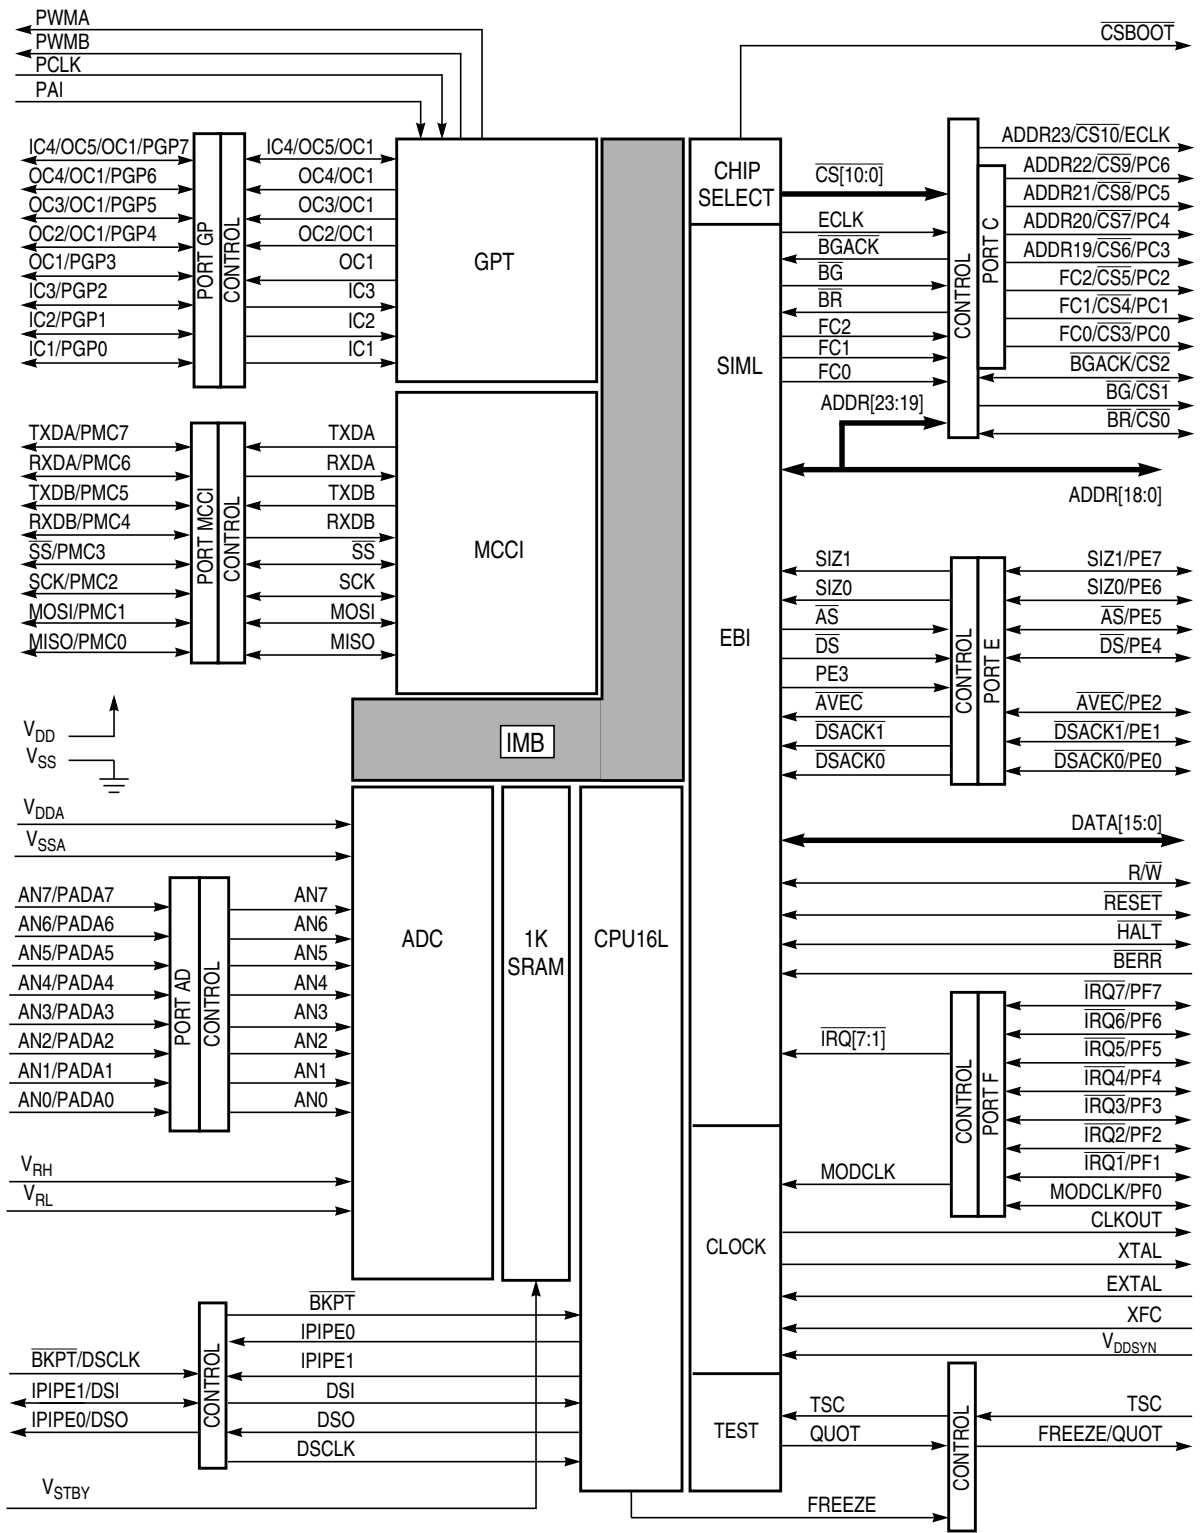 PWMA
PWMB
PCLK
PAI
CSBOOT
IC4/OC5/OC1/PGP7
OC4/OC1/PGP6
OC3/OC1/PGP5
OC2/OC1/PGP4
OC1/PGP3
IC3/PGP2
IC2/PGP1
IC1/PGP0
PORT GP
CONTROL
IC4/OC5/OC1
OC4/OC1
OC3/OC1
OC2/OC1
OC1
IC3
IC2
IC1
GPT
TXDA/PMC7
RXDA/PMC6
TXDB/PMC5
RXDB/PMC4
SS/PMC3
SCK/PMC2
MOSI/PMC1
MISO/PMC0
PORT MCCI
CONTROL
TXDA
RXDA
TXDB
RXDB
SS
SCK
MOSI
MISO
MCCI
VDD
VSS
IMB
VDDA
VSSA
AN7/PADA7
AN6/PADA6
AN5/PADA5
AN4/PADA4
AN3/PADA3
AN2/PADA2
AN1/PADA1
AN0/PADA0
PORT AD
CONTROL
AN7
AN6
AN5
AN4
AN3
AN2
AN1
AN0
ADC
1K
SRAM
CPU16L
VRH
VRL
BKPT/DSCLK
IPIPE1/DSI
IPIPE0/DSO
CONTROL
BKPT
IPIPE0
IPIPE1
DSI
DSO
DSCLK
VSTBY
CHIP
SELECT
SIML
EBI
CLOCK
TEST
CS[10:0]
ECLK
BGACK
BG
BR
FC2
FC1
FC0
ADDR[23:19]
CONTROL
PORT C
ADDR23/CS10/ECLK
ADDR22/CS9/PC6
ADDR21/CS8/PC5
ADDR20/CS7/PC4
ADDR19/CS6/PC3
FC2/CS5/PC2
FC1/CS4/PC1
FC0/CS3/PC0
BGACK/CS2
BG/CS1
BR/CS0
ADDR[18:0]
SIZ1
SIZ0
AS
DS
PE3
AVEC
DSACK1
DSACK0
CONTROL
PORT E
SIZ1/PE7
SIZ0/PE6
AS/PE5
DS/PE4
AVEC/PE2
DSACK1/PE1
DSACK0/PE0
DATA[15:0]
R/W
RESET
HALT
BERR
IRQ[7:1]
MODCLK
CONTROL
PORT F
IRQ7/PF7
IRQ6/PF6
IRQ5/PF5
IRQ4/PF4
IRQ3/PF3
IRQ2/PF2
IRQ1/PF1
MODCLK/PF0
CLKOUT
XTAL
EXTAL
XFC
VDDSYN
TSC
QUOT
FREEZE
CONTROL
TSC
FREEZE/QUOT